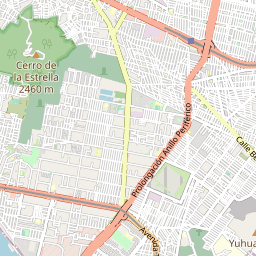 Cerro de
la Estrella
2460 m
Prolongación Anillo Periférico
Calle B
Avenida
Yuhua